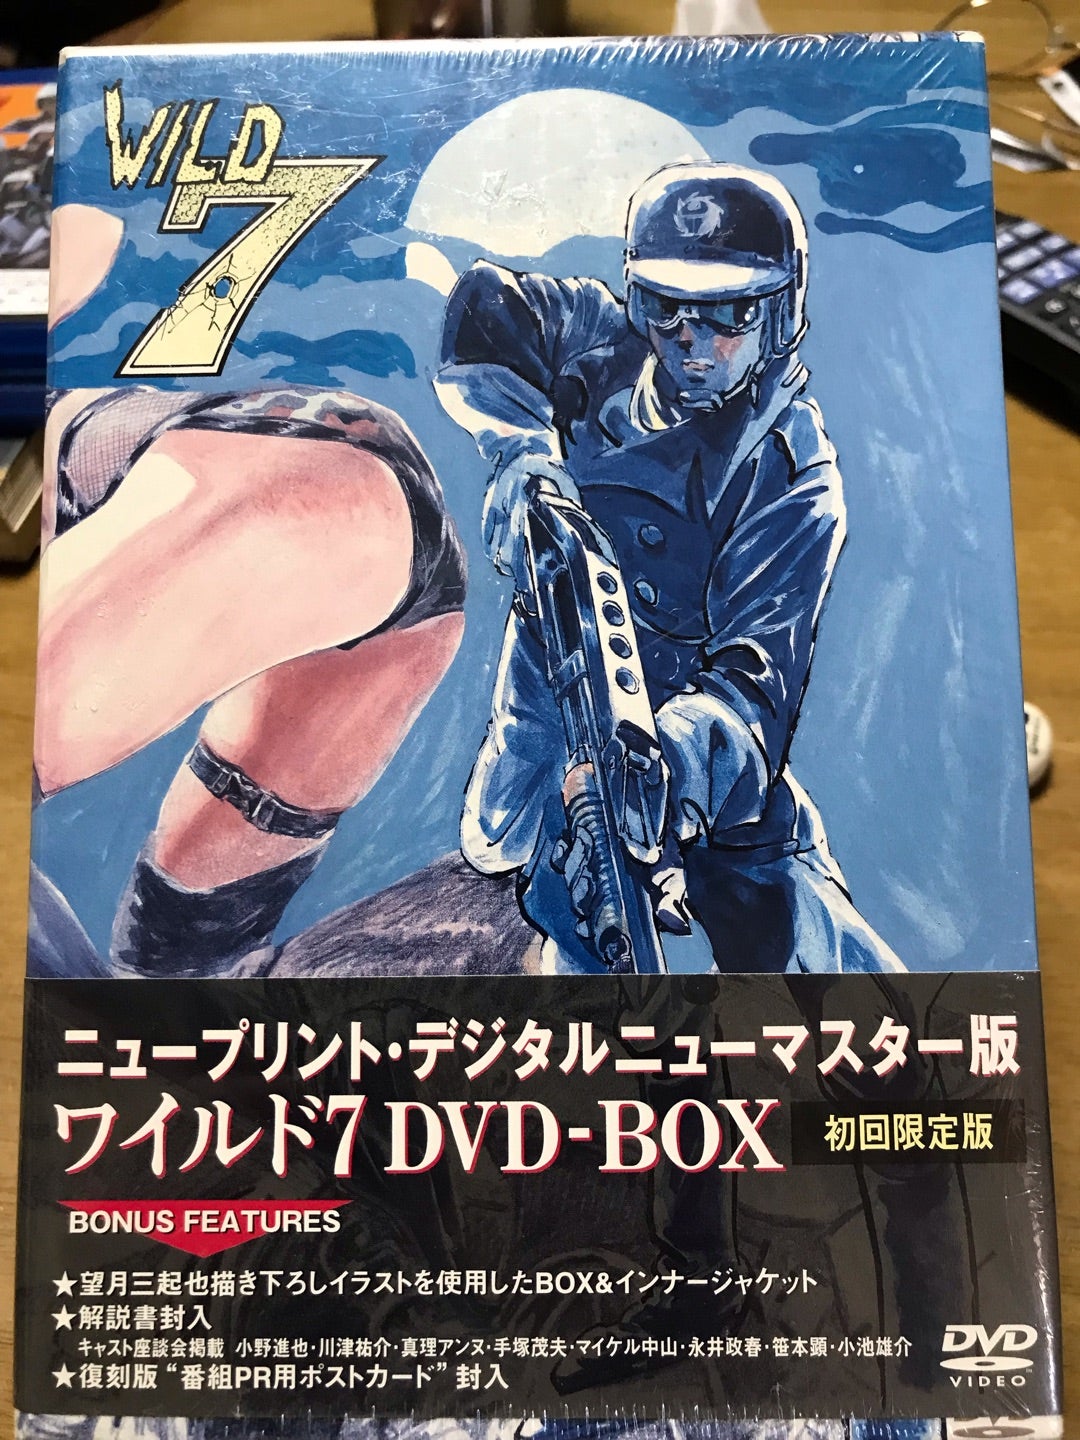 WILD
7
ニュープリント・デジタルニューマスター版
ワイルド7 DVD-BOX 初回限定版
BONUS FEATURES
★望月三起也描き下ろしイラストを使用したBOX&インナージャケット
★解説書封入
キャスト座談会掲載 小野進也・川津祐介・真理アンヌ・手塚茂夫・マイケル中山・永井政春・笹本顕・小池雄介
★復刻版“番組PR用ポストカード”封入
DVD
VIDEO